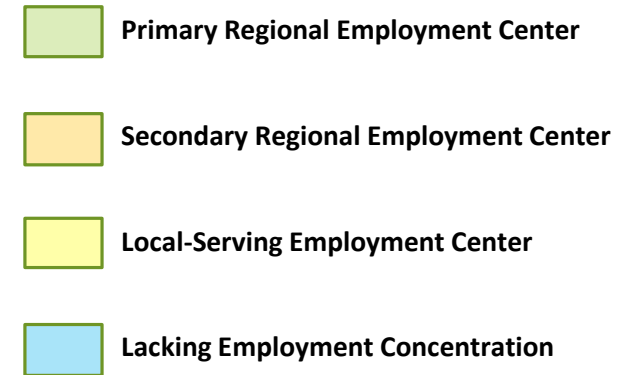 Primary Regional Employment Center
Secondary Regional Employment Center
Local-Serving Employment Center
Lacking Employment Concentration